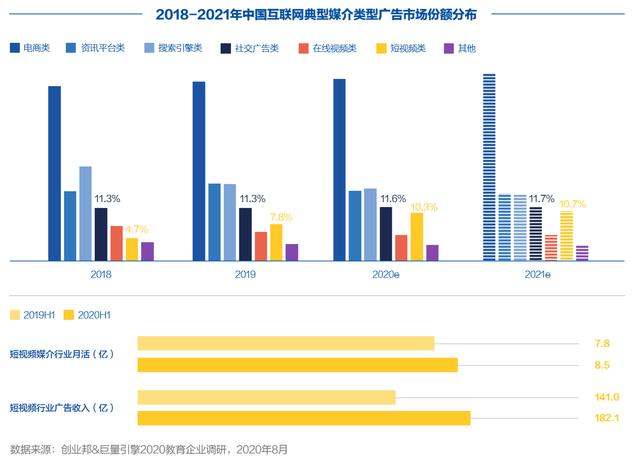 2018-2021年中国互联网典型媒介类型广告市场份额分布
电商类 资讯平台类 搜索引擎类 社交广告类 在线视频类 短视频类 其他
11.3% 4.7% 11.3% 7.8% 11.6% 10.3% 11.7% 10.7%
2018 2019 2020e 2021e
2019H1 2020H1
7.8
短视频媒介行业月活（亿）
8.5
141.0
短视频行业广告收入（亿）
182.1
数据来源：创业邦&巨量引擎2020教育企业调研，2020年8月